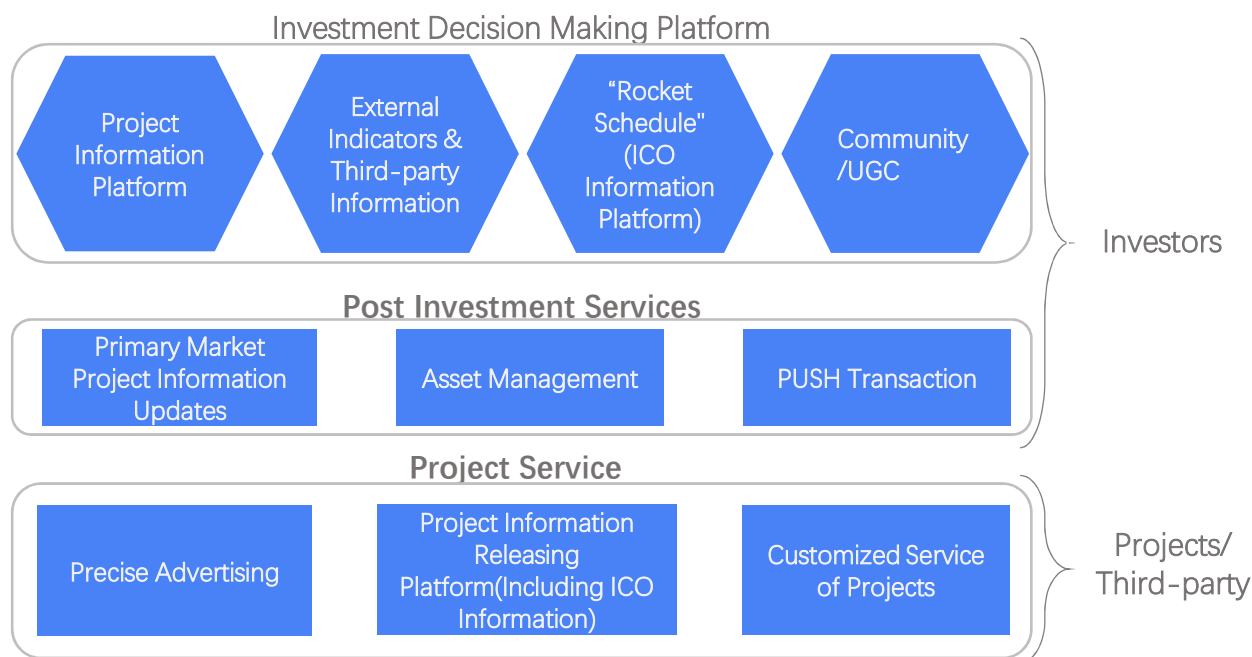 Investment Decision Making Platform
Project
Information
Platform
External
Indicators &
Third-party
Information
“Rocket
Schedule"
(ICO
Information
Platform)
Community
/UGC
Investors
Post Investment Services
Primary Market
Project Information
Updates
Asset Management
PUSH Transaction
Project Service
Precise Advertising
Project Information
Releasing
Platform(Including ICO
Information)
Customized Service
of Projects
Projects/
Third-party